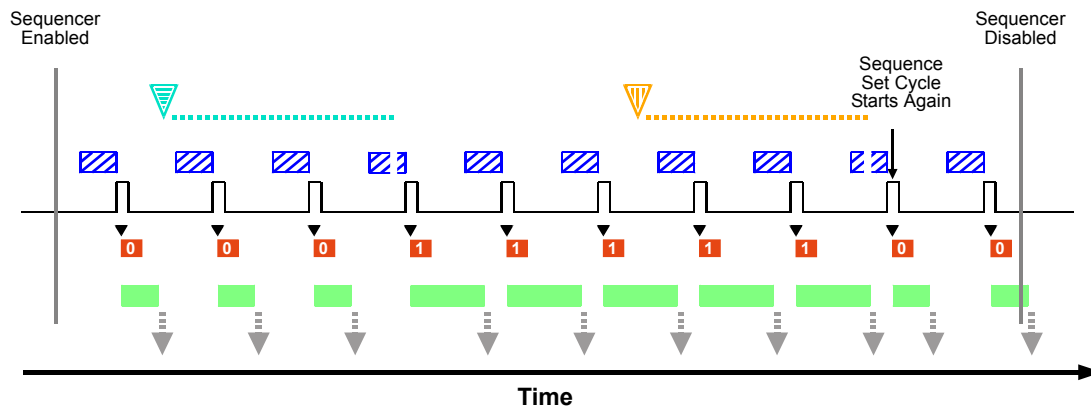 Sequencer
Enabled
Sequencer
Disabled
Sequence
Set Cycle
Starts Again
0 0 0 1 1 1 1 1 0 0
Time